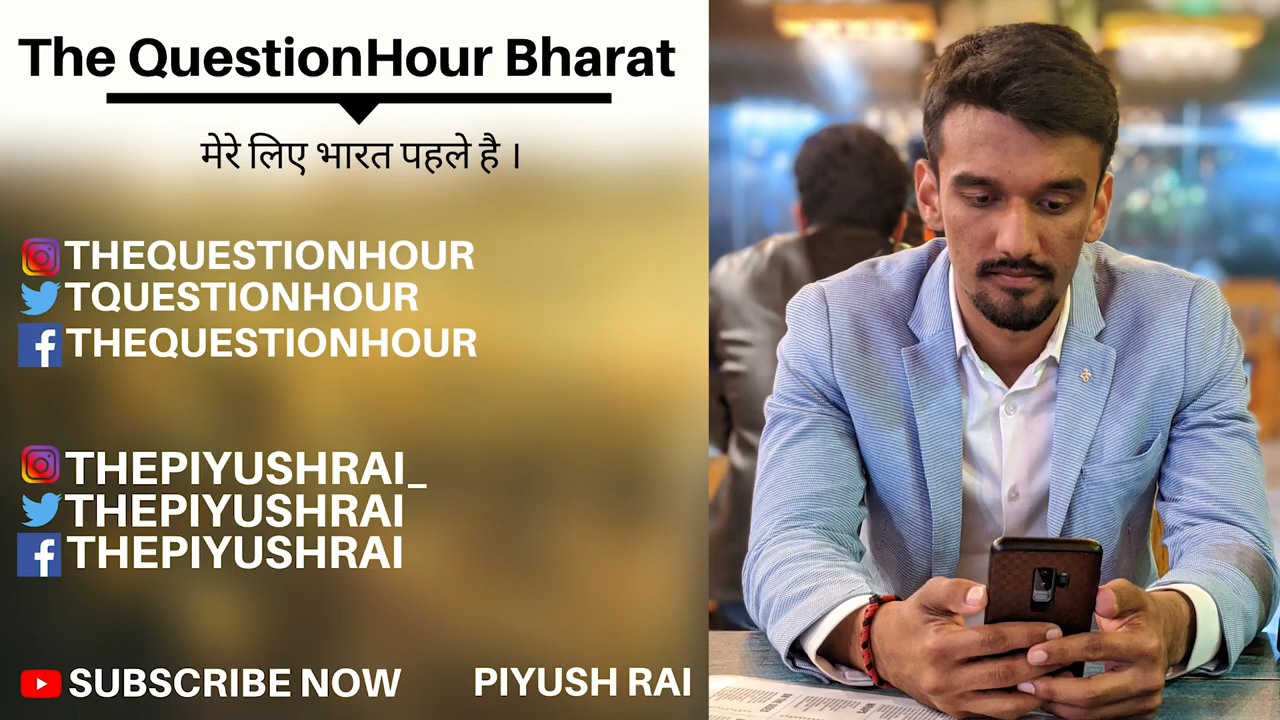 The QuestionHour Bharat
मेरे लिए भारत पहले है ।
THEQUESTIONHOUR
TQUESTIONHOUR
THEQUESTIONHOUR
THEPIYUSHRAI_
THEPIYUSHRAI
THEPIYUSHRAI
SUBSCRIBE NOW
PIYUSH RAI